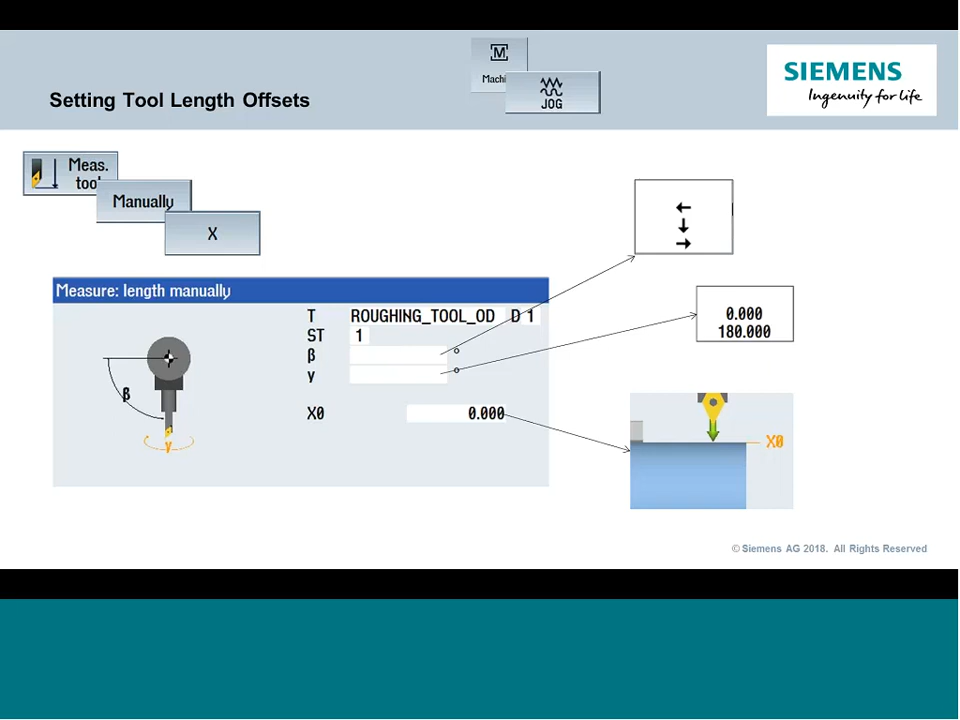 M
Machi
JOG
SIEMENS
Ingenuity for life
Setting Tool Length Offsets
Meas.
tool
Manually
X
← 
↓
→
Measure: length manually
T ROUGHING_TOOL_OD D 1
ST 1
β °
γ °
X0 0.000
β
γ
0.000
180.000
X0
© Siemens AG 2018. All Rights Reserved